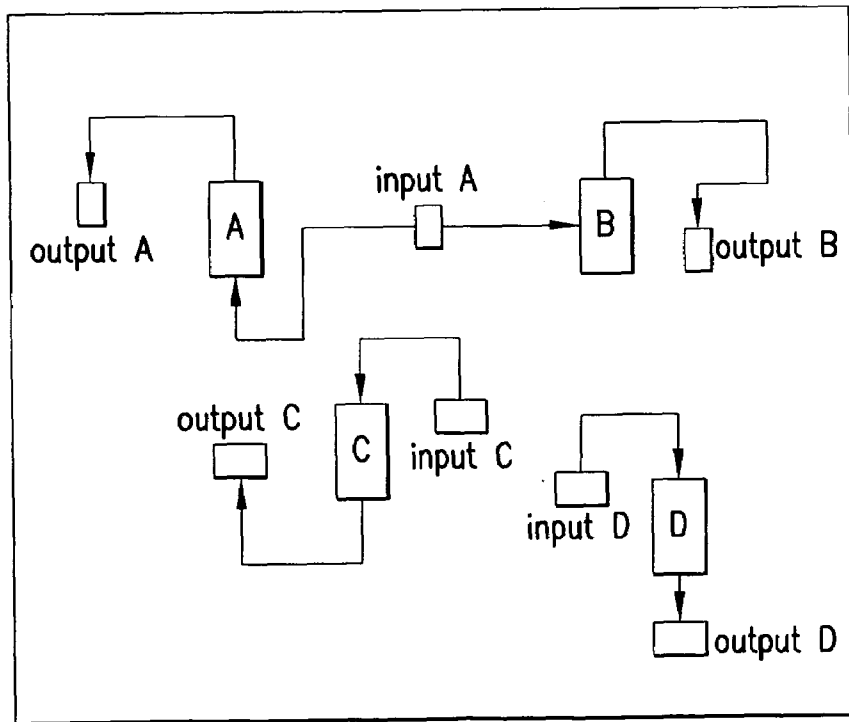 input A
A
B
output A
output B
output C
C
input C
input D
D
output D